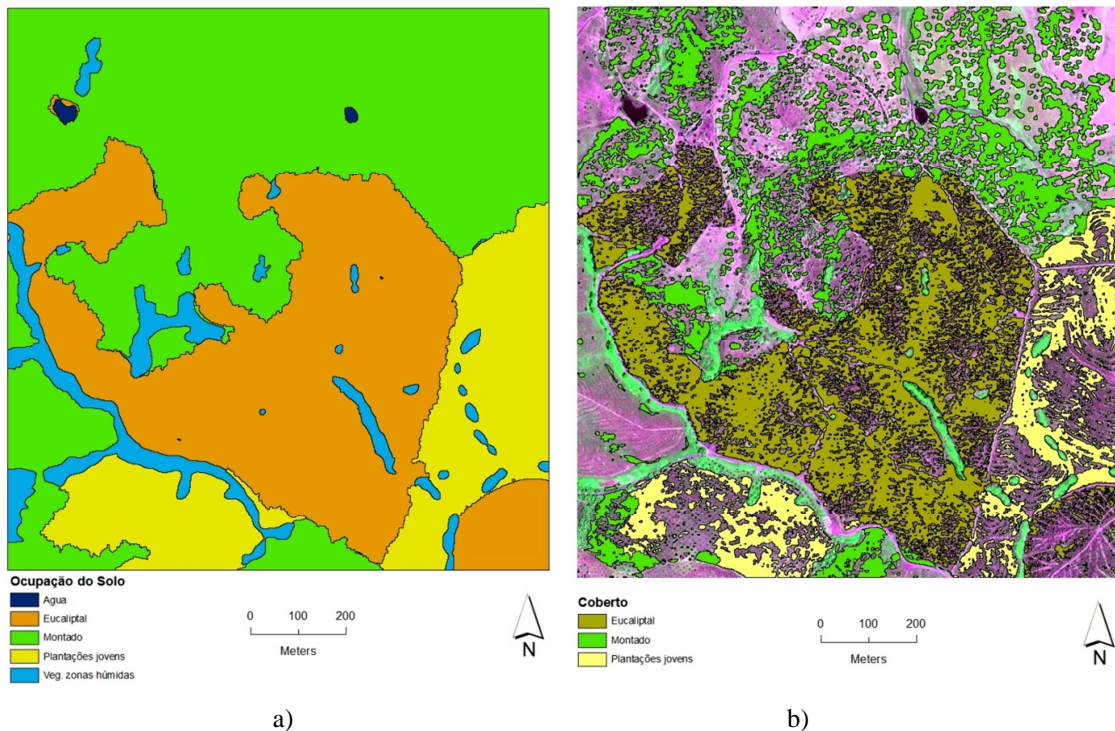 Ocupação do Solo
Agua
Eucaliptal
Montado
Plantações jovens
Veg. zonas húmidas
0 100 200
Meters
N
a)
Coberto
Eucaliptal
Montado
Plantações jovens
0 100 200
Meters
N
b)